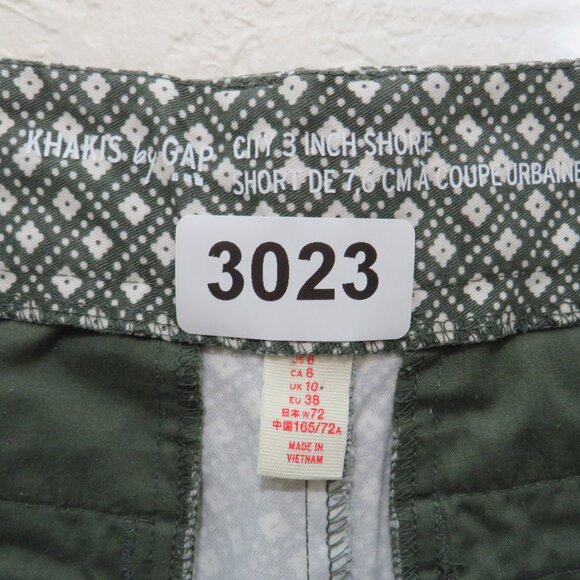 KHAKIS by GAP
CITY 3 INCH SHORT
SHORT DE 7,6 CM À COUPE URBAINE
3023
US 6
CA 6
UK 10+
EU 38
日本 W72
中國 165/72A
MADE IN
VIETNAM